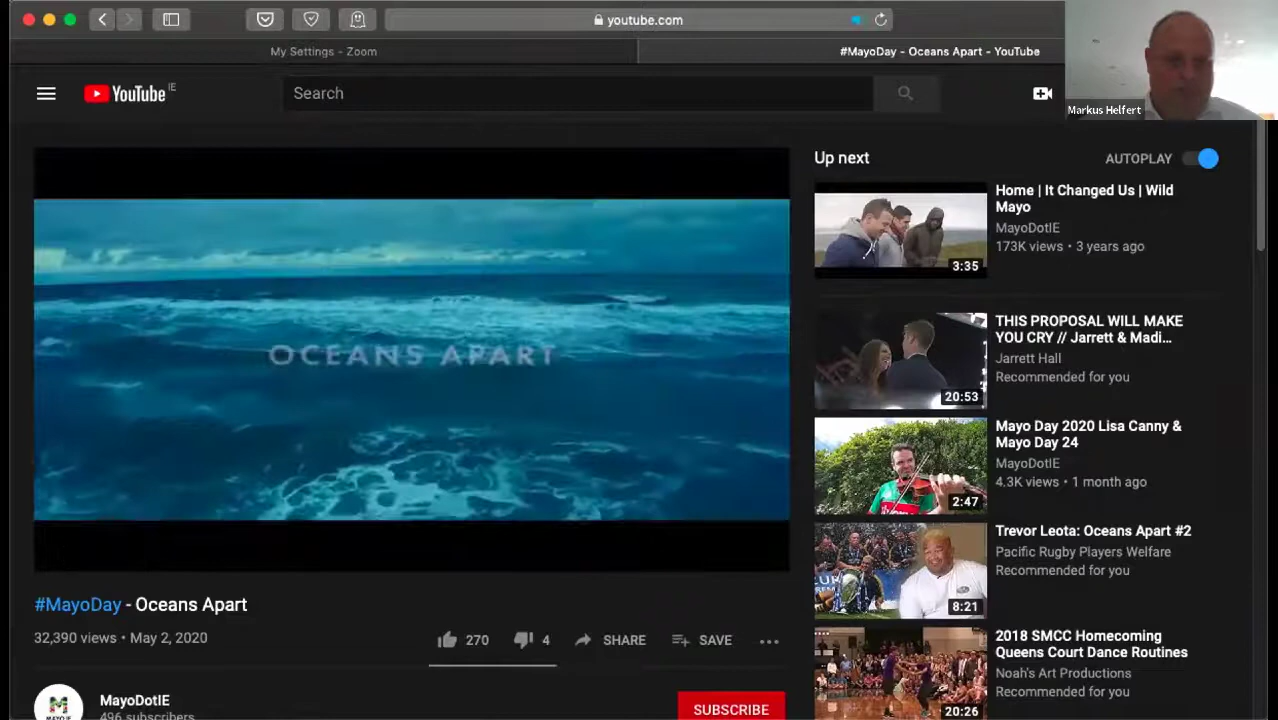 youtube.com
My Settings - Zoom
#MayoDay - Oceans Apart - YouTube
Markus Helfert
YouTube IE
Search
OCEANS APART
#MayoDay - Oceans Apart
32,390 views • May 2, 2020
270
4
SHARE
SAVE
MayoDotIE
496 subscribers
SUBSCRIBE
Up next
AUTOPLAY
3:35
Home | It Changed Us | Wild
Mayo
MayoDotIE
173K views • 3 years ago
20:53
THIS PROPOSAL WILL MAKE
YOU CRY // Jarrett & Madi...
Jarrett Hall
Recommended for you
2:47
Mayo Day 2020 Lisa Canny &
Mayo Day 24
MayoDotIE
4.3K views • 1 month ago
8:21
Trevor Leota: Oceans Apart #2
Pacific Rugby Players Welfare
Recommended for you
20:26
2018 SMCC Homecoming
Queens Court Dance Routines
Noah's Art Productions
Recommended for you